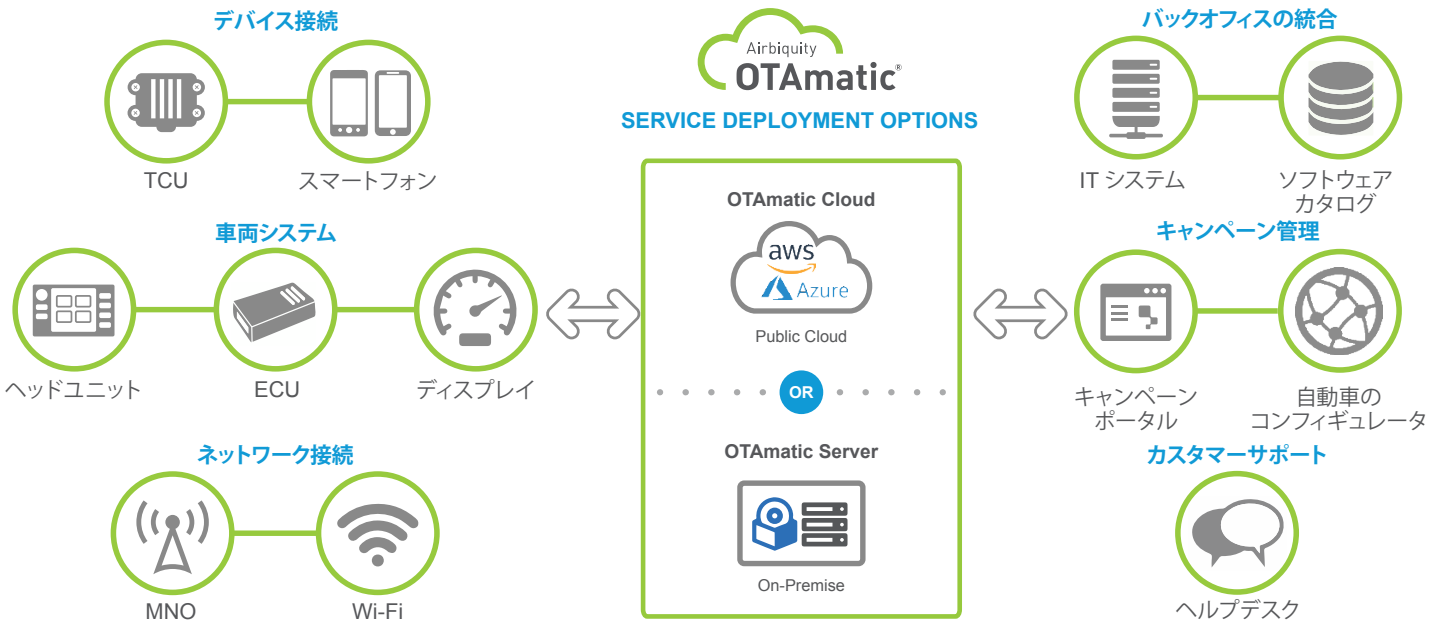 デバイス接続
TCU
スマートフォン
車両システム
ヘッドユニット
ECU
ディスプレイ
ネットワーク接続
MNO
Wi-Fi
Airbiquity
OTAmatic®
SERVICE DEPLOYMENT OPTIONS
OTAmatic Cloud
aws
Azure
Public Cloud
OR
OTAmatic Server
On-Premise
バックオフィスの統合
IT システム
ソフトウェア
カタログ
キャンペーン管理
キャンペーン
ポータル
自動車の
コンフィギュレータ
カスタマーサポート
ヘルプデスク